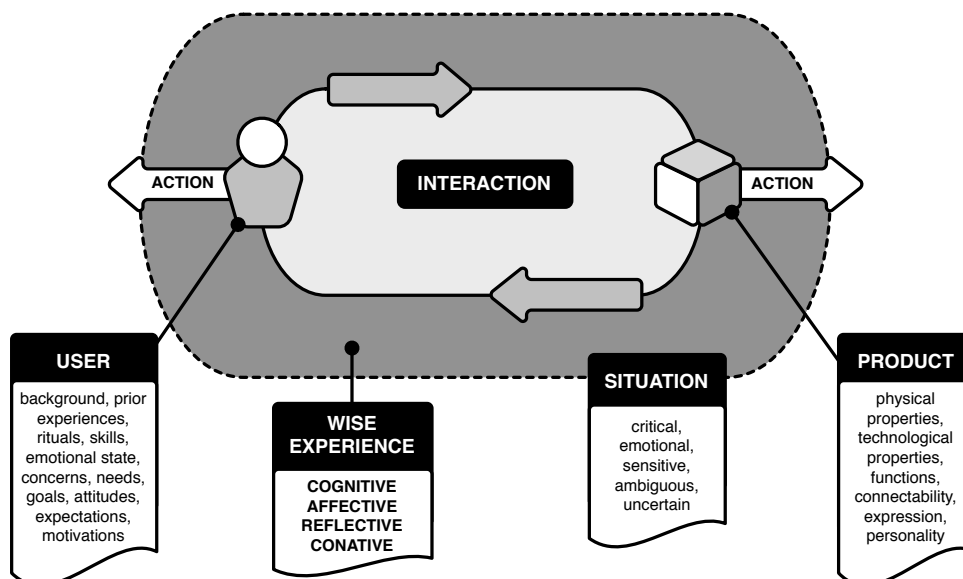 ACTION
INTERACTION
ACTION
USER
background, prior
experiences,
rituals, skills,
emotional state,
concerns, needs,
goals, attitudes,
expectations,
motivations
WISE
EXPERIENCE
COGNITIVE
AFFECTIVE
REFLECTIVE
CONATIVE
SITUATION
critical,
emotional,
sensitive,
ambiguous,
uncertain
PRODUCT
physical
properties,
technological
properties,
functions,
connectability,
expression,
personality